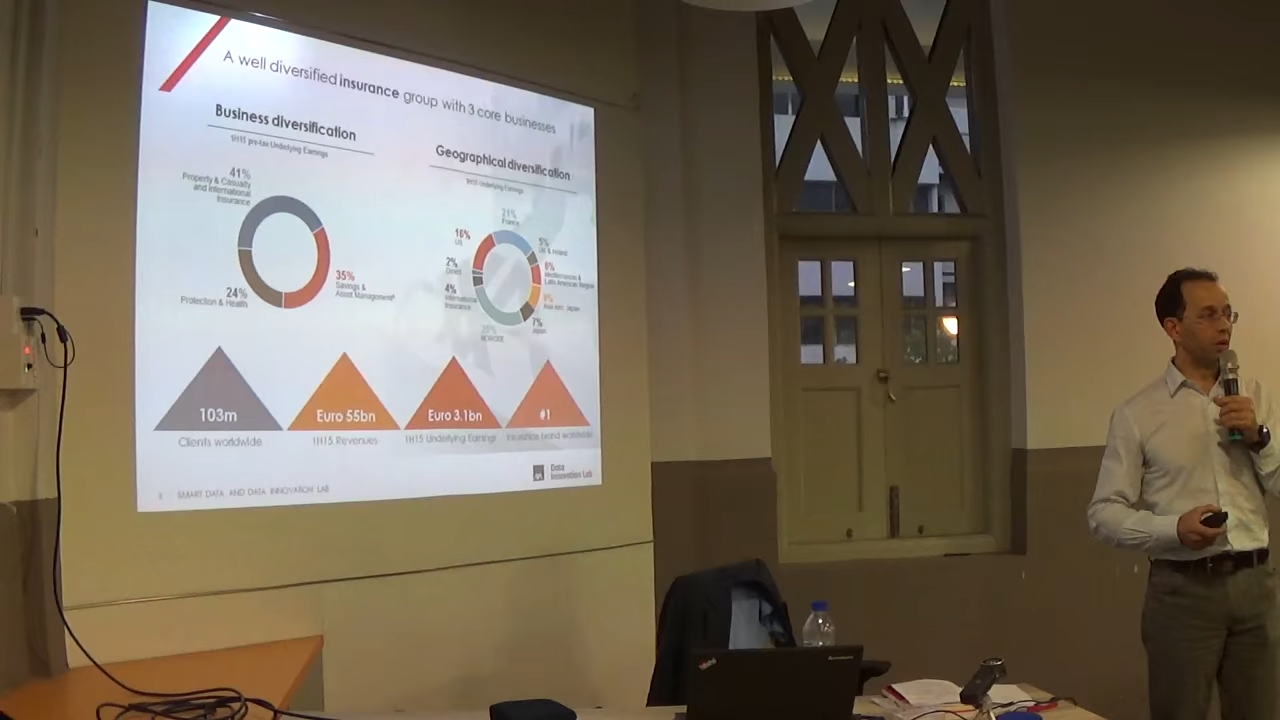 A well diversified insurance group with 3 core businesses
Business diversification
1H15 pre-tax Underlying Earnings
41%
Property & Casualty
and International
Insurance
35%
Savings &
Asset Management
24%
Protection & Health
Geographical diversification
1H15 Underlying Earnings
21%
France
5%
UK & Ireland
Mediterranean &
Latin American Region
Japan
7%
Japan
NORCEE
4%
International
Insurance
2%
Direct
16%
US
103m
Clients worldwide
Euro 55bn
1H15 Revenues
Euro 3.1bn
1H15 Underlying Earnings
#1
Insurance brand worldwide
AXA
Data
Innovation Lab
SMART DATA AND DATA INNOVATION LAB